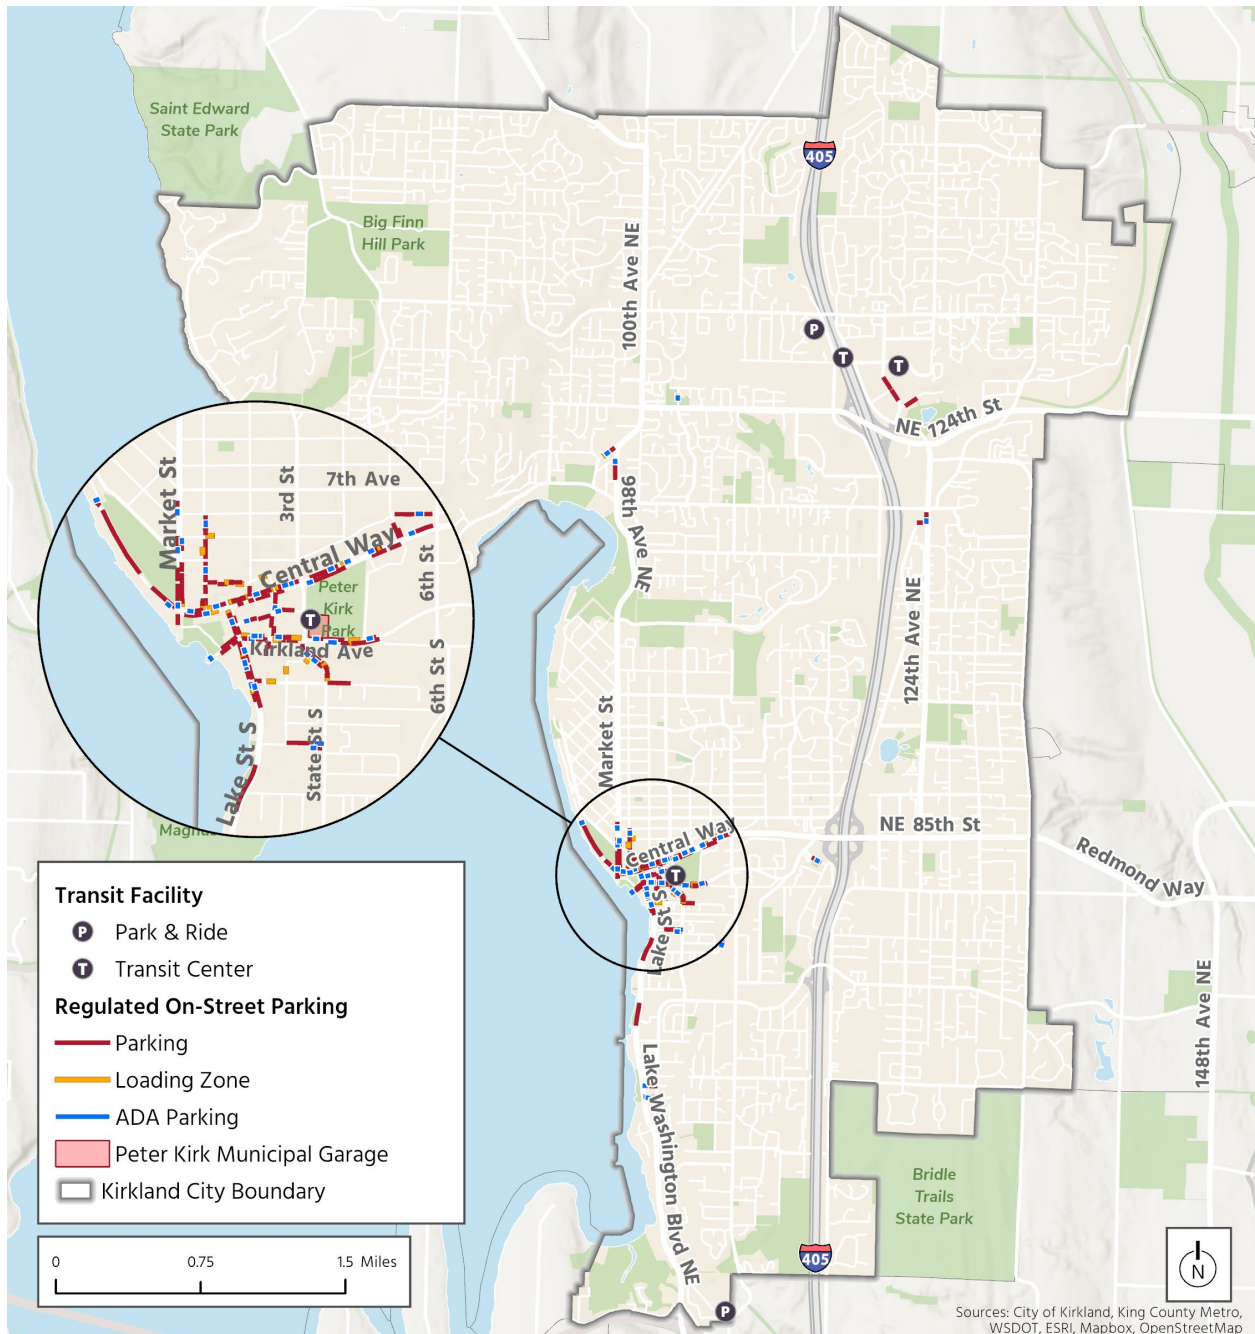 Saint Edward
State Park
405
Big Finn
Hill Park
100th Ave NE
P
T
T
NE 124th St
98th Ave NE
124th Ave NE
Market St
3rd St
7th Ave
Central Way
6th St
Peter
Kirk
Park
T
Kirkland Ave
6th St S
State St S
Lake St S
Market St
NE 85th St
Central Way
T
Lake St S
Redmond Way
148th Ave NE
Lake Washington Blvd NE
Bridle
Trails
State Park
405
P
Transit Facility
P Park & Ride
T Transit Center
Regulated On-Street Parking
Parking
Loading Zone
ADA Parking
Peter Kirk Municipal Garage
Kirkland City Boundary
0 0.75 1.5 Miles
N
Sources: City of Kirkland, King County Metro,
WSDOT, ESRI, Mapbox, OpenStreetMap